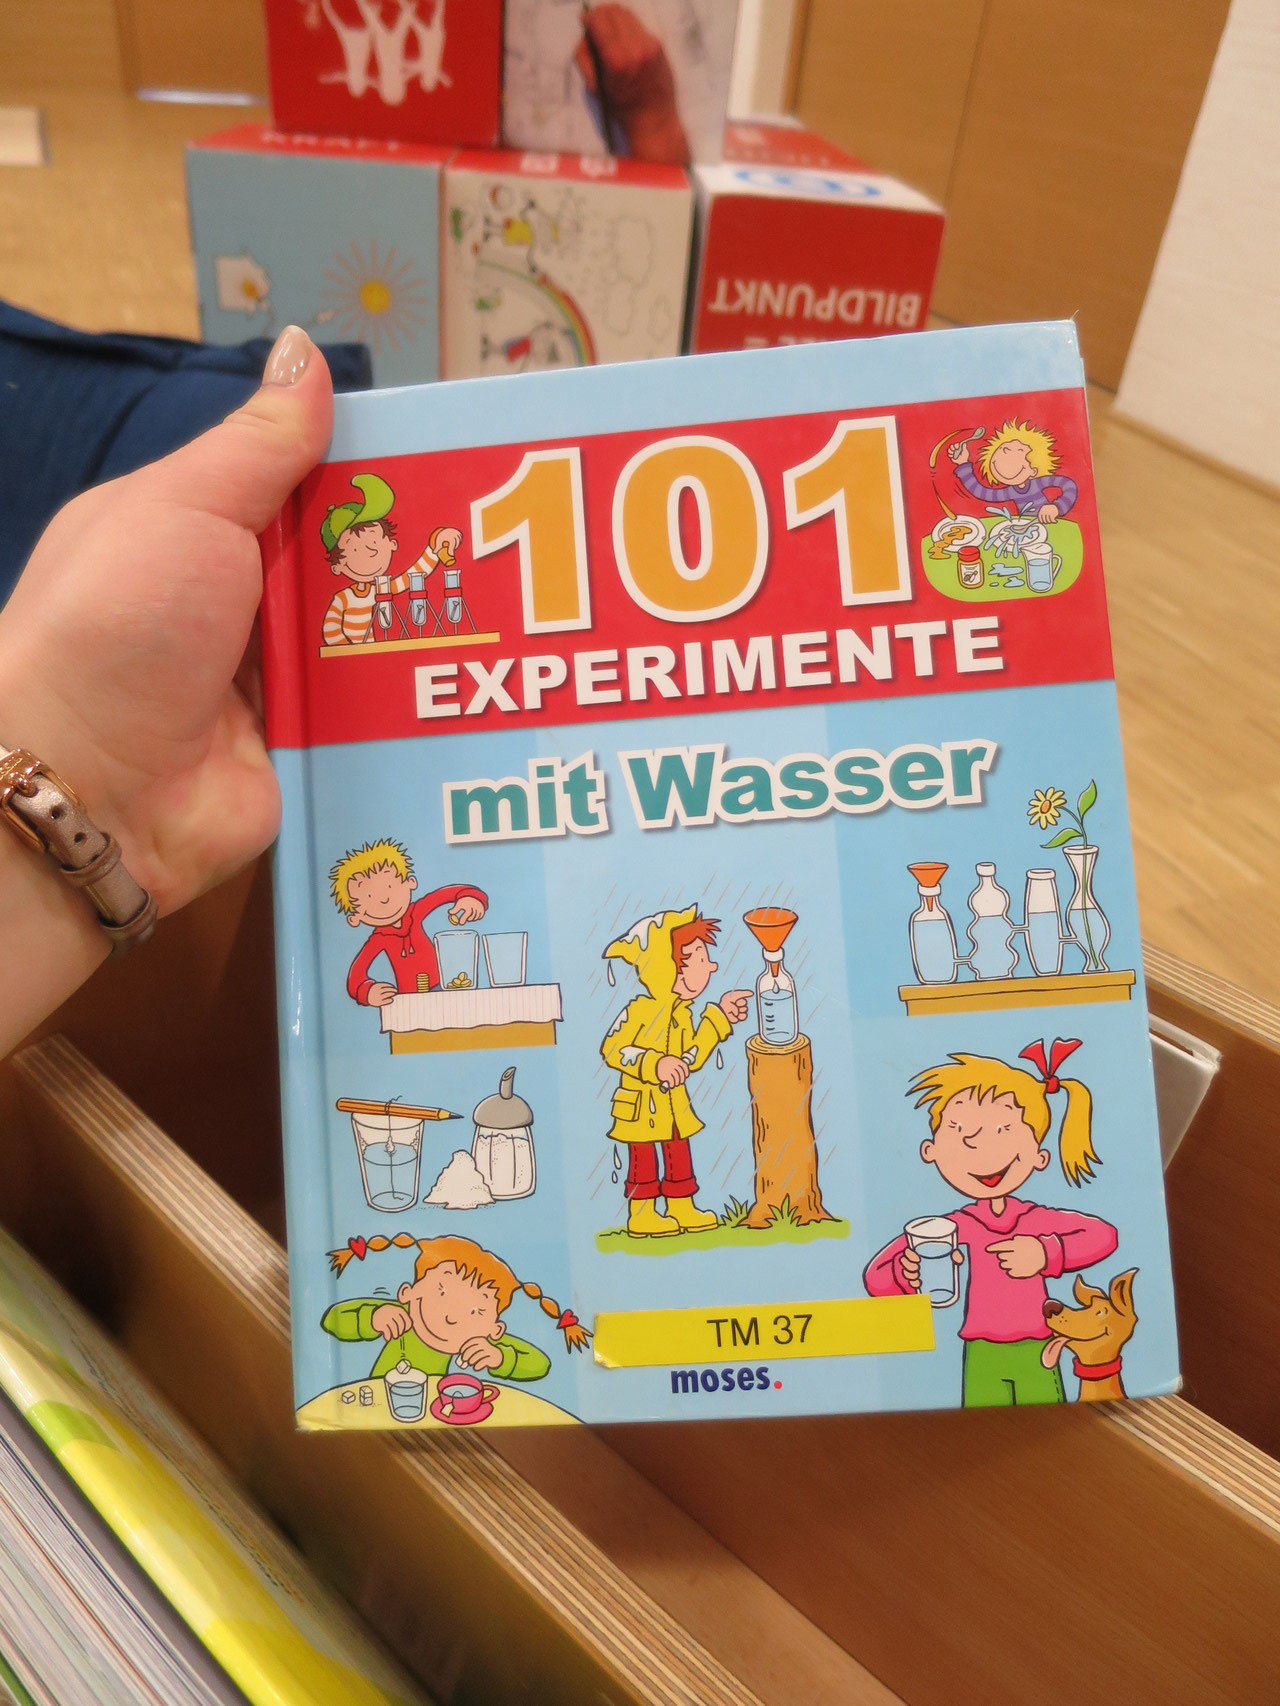 BILDPUNKT
101
EXPERIMENTE
mit Wasser
TM 37
moses.